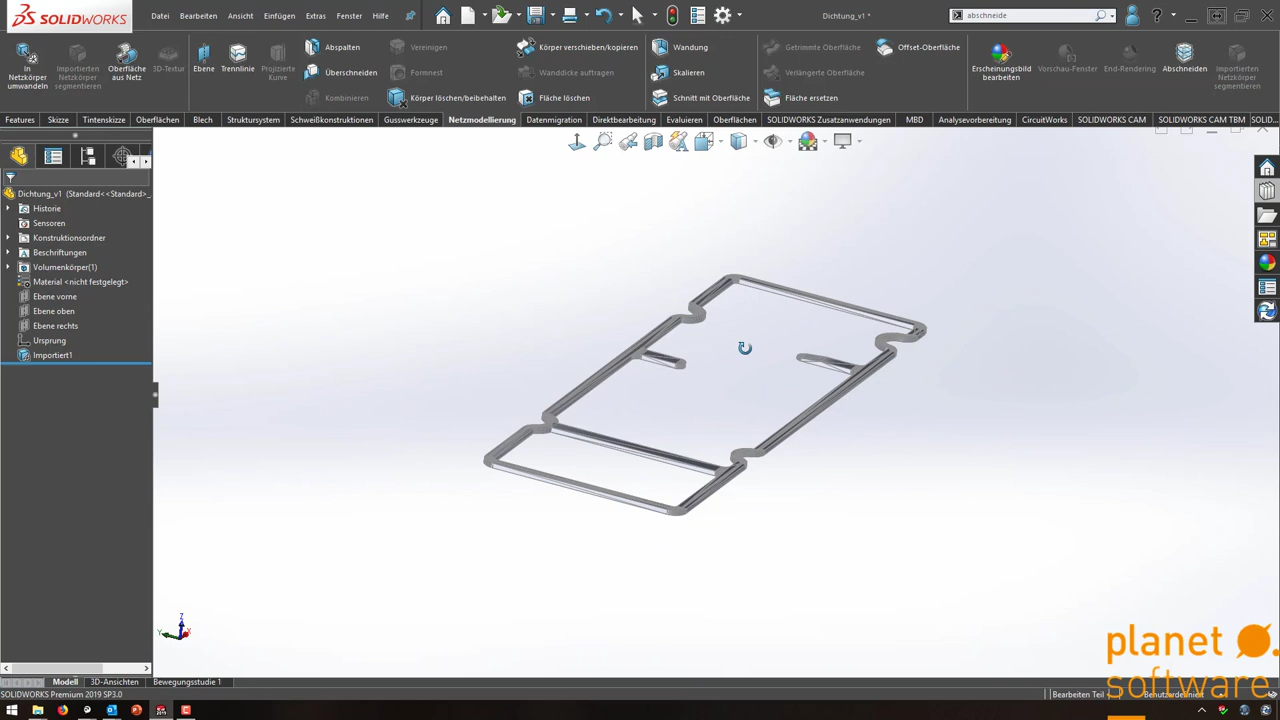 SOLIDWORKS
Datei Bearbeiten Ansicht Einfügen Extras Fenster Hilfe
Dichtung_v1 *
abschneide
In Netzkörper umwandeln
Importierten Netzkörper segmentieren
Oberfläche aus Netz
3D-Textur
Ebene
Trennlinie
Projizierte Kurve
Abspalten
Überschneiden
Kombinieren
Vereinigen
Formnest
Körper löschen/beibehalten
Körper verschieben/kopieren
Wanddicke auftragen
Fläche löschen
Wandung
Skalieren
Schnitt mit Oberfläche
Getrimmte Oberfläche
Verlängerte Oberfläche
Fläche ersetzen
Offset-Oberfläche
Erscheinungsbild bearbeiten
Vorschau-Fenster
End-Rendering
Abschneiden
Importierten Netzkörper segmentieren
Features Skizze Tintenskizze Oberflächen Blech Struktursystem Schweißkonstruktionen Gusswerkzeuge Netzmodellierung Datenmigration Direktbearbeitung Evaluieren Oberflächen SOLIDWORKS Zusatzanwendungen MBD Analysevorbereitung CircuitWorks SOLIDWORKS CAM SOLIDWORKS CAM TBM SOLID...
Dichtung_v1 (Standard<<Standard>_
Historie
Sensoren
Konstruktionsordner
Beschriftungen
Volumenkörper(1)
Material <nicht festgelegt>
Ebene vorne
Ebene oben
Ebene rechts
Ursprung
Importiert1
Z
Y
X
planet
software
Modell 3D-Ansichten Bewegungsstudie 1
SOLIDWORKS Premium 2019 SP3.0
Bearbeiten Teil
Benutzerdefiniert